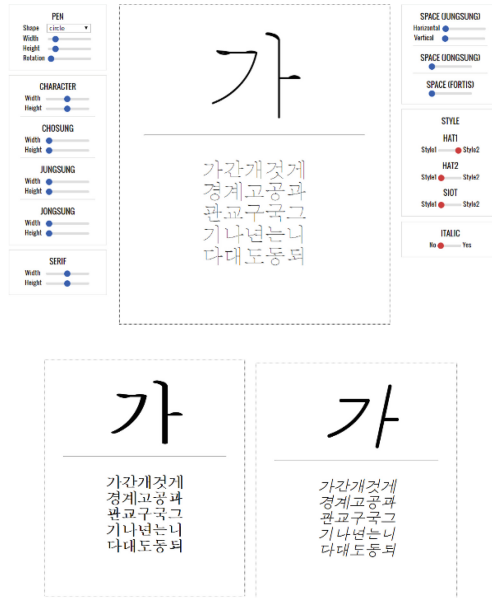 PEN
Shape circle
Width
Height
Rotation
CHARACTER
Width
Height
CHOSUNG
Width
Height
JUNGSUNG
Width
Height
JONGSUNG
Width
Height
SERIF
Width
Height
가
가간개것게
경계고공과
판교구국그
기나넌는니
다대도동되
SPACE (JUNGSUNG)
Horizontal
Vertical
SPACE (JONGSUNG)
SPACE (FORTIS)
STYLE
HAT1
Style1 Style2
HAT2
Style1 Style2
SIOT
Style1 Style2
ITALIC
No Yes
가
가간개것게
경계고공과
판교구국그
기나넌는니
다대도동되
가
가간개것게
경계고공과
판교구국그
기나넌는니
다대도동되